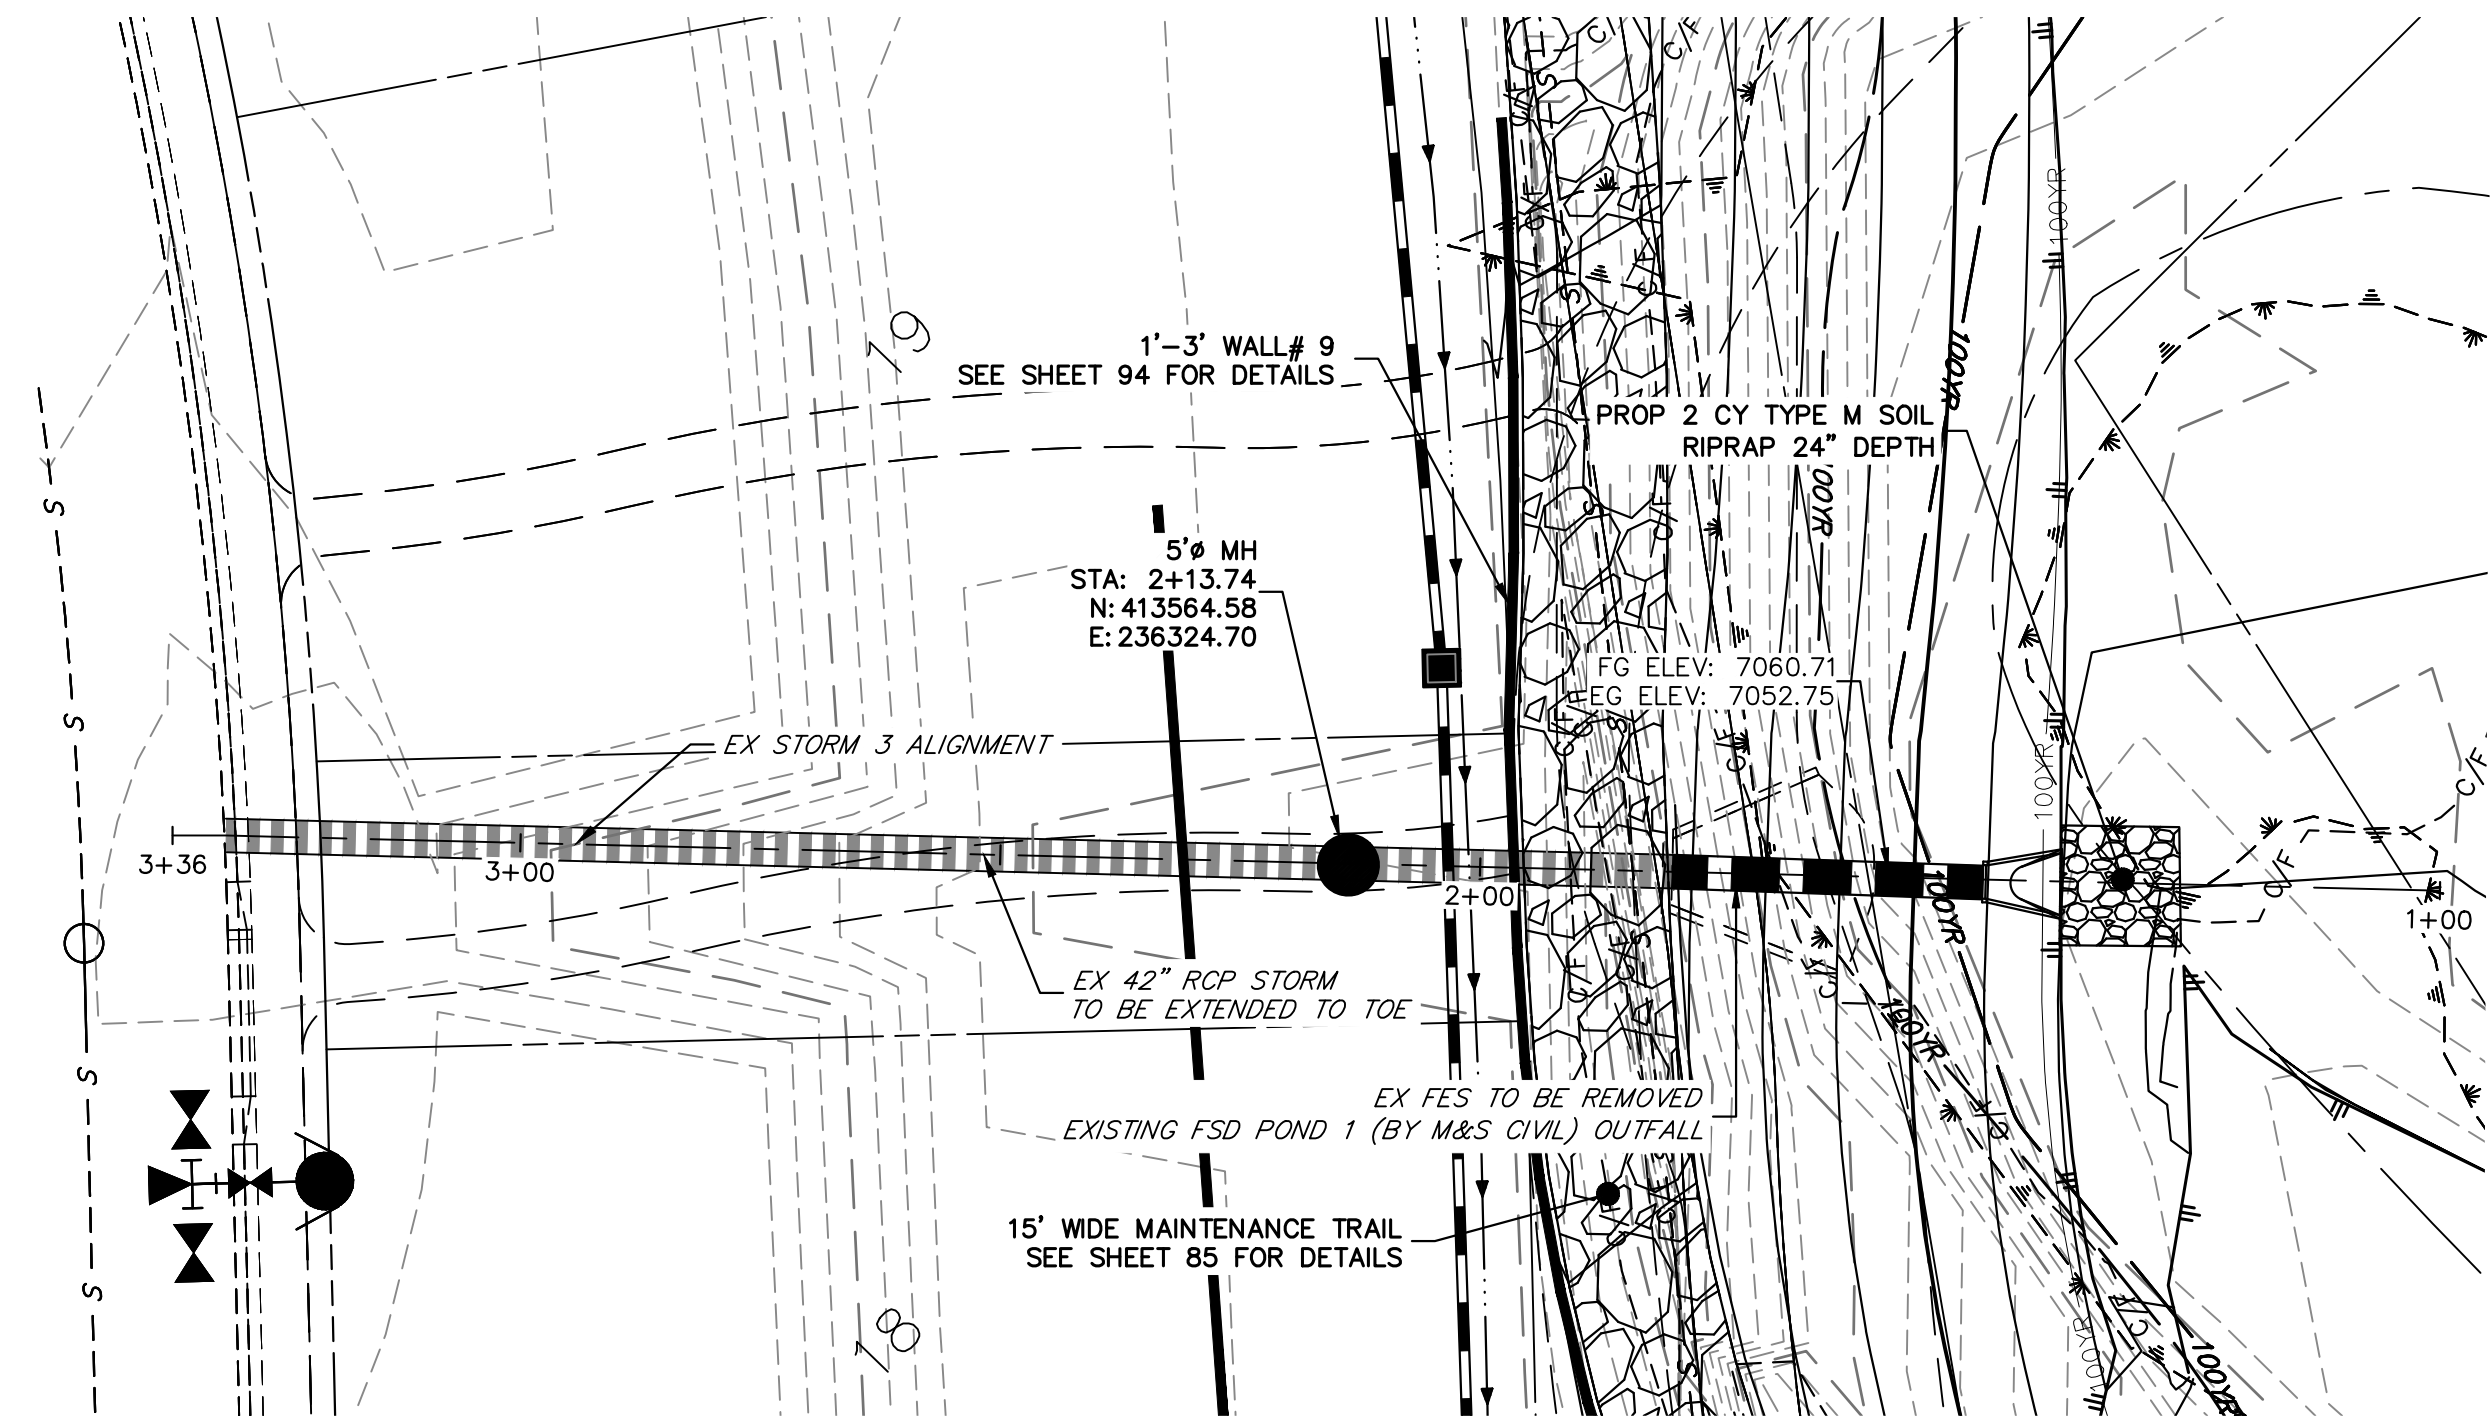 19
1'-3' WALL# 9
SEE SHEET 94 FOR DETAILS
PROP 2 CY TYPE M SOIL
RIPRAP 24" DEPTH
5'ø MH
STA: 2+13.74
N: 413564.58
E: 236324.70
FG ELEV: 7060.71
EG ELEV: 7052.75
EX STORM 3 ALIGNMENT
3+36
3+00
2+00
1+00
EX 42" RCP STORM
TO BE EXTENDED TO TOE
EX FES TO BE REMOVED
EXISTING FSD POND 1 (BY M&S CIVIL) OUTFALL
15' WIDE MAINTENANCE TRAIL
SEE SHEET 85 FOR DETAILS
18
S
S
S
S
100YR
100YR
100YR
100YR
100YR
100YR
100YR
100YR
C/F
C/F
C/F
C/F
C/F
C/F
S
S
S
S
S